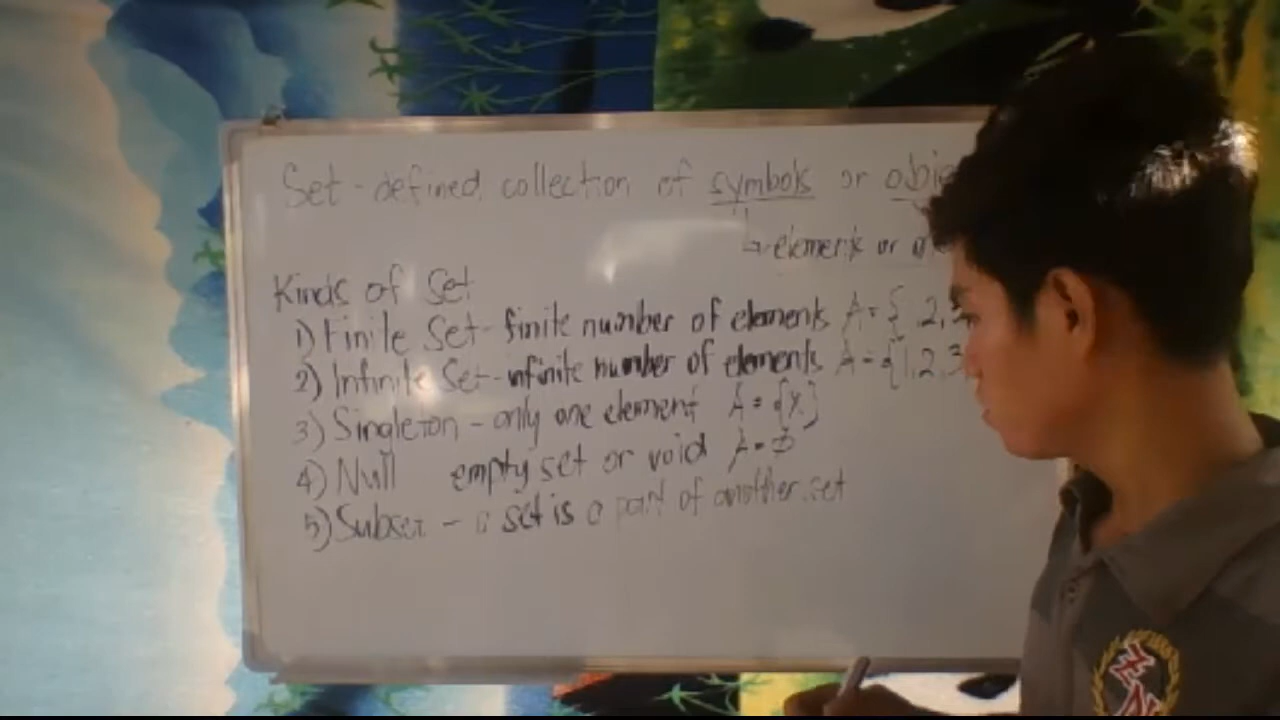 Set - defined collection of symbols or obje
↳ elements or
Kinds of Set
1) Finite Set - finite number of elements A = { 2,
2) Infinite Set - infinite number of elements A = {1,2,3
3) Singleton - only one element A = {x}
4) Null empty set or void A = Ø
5) Subset - a set is a part of another set